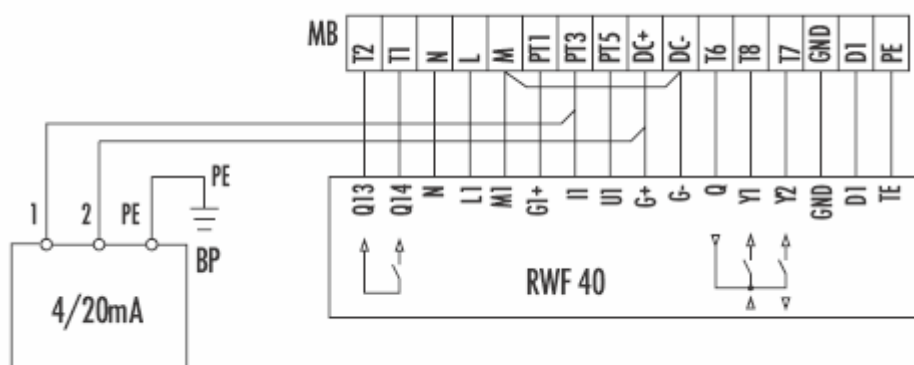 MB T2 T1 N L M PT1 PT3 PT5 DC+ DC- T6 T8 T7 GND D1 PE
1 2 PE PE
BP
Q13 Q14 N L1 M1 G1+ I1 U1 G+ G- Q Y1 Y2 GND D1 TE
4/20mA
RWF 40